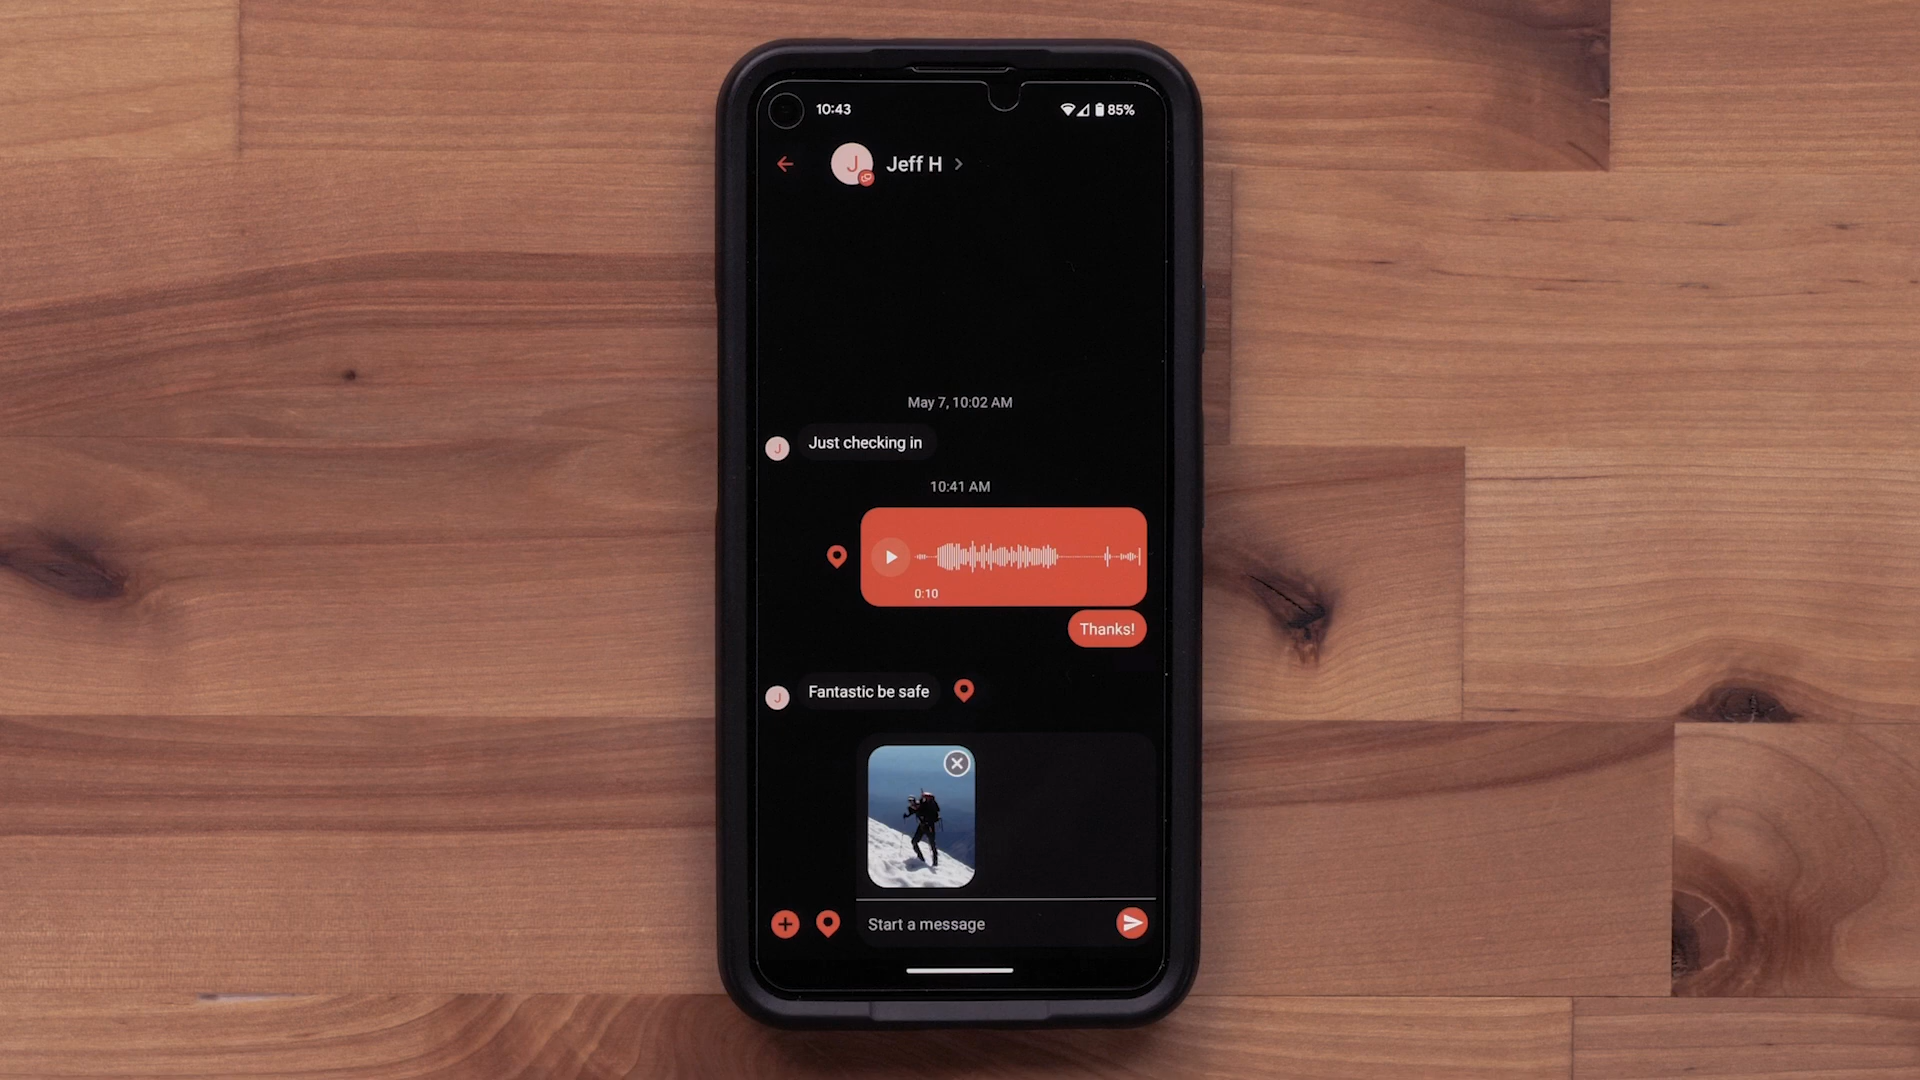 10:43
85%
J
Jeff H
May 7, 10:02 AM
J
Just checking in
10:41 AM
0:10
Thanks!
J
Fantastic be safe
Start a message